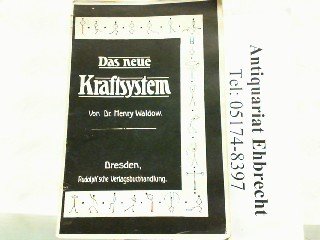 Das neue
Kraftsystem
Von Dr. Henry Waldow.
Dresden,
Rudolph'sche Verlagsbuchhandlung.
Antiquariat Ehbrecht
Tel: 05174-8397